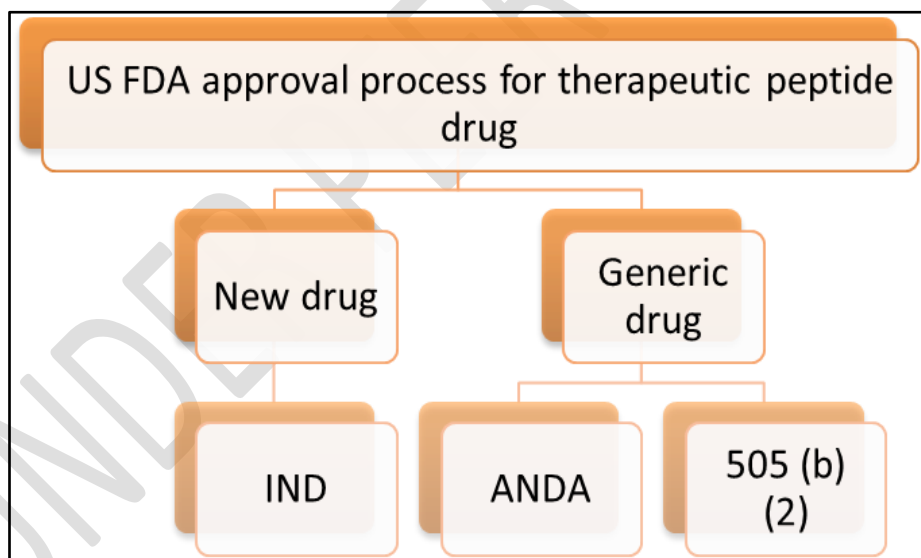 US FDA approval process for therapeutic peptide
drug
New drug
Generic
drug
IND
ANDA
505 (b)
(2)